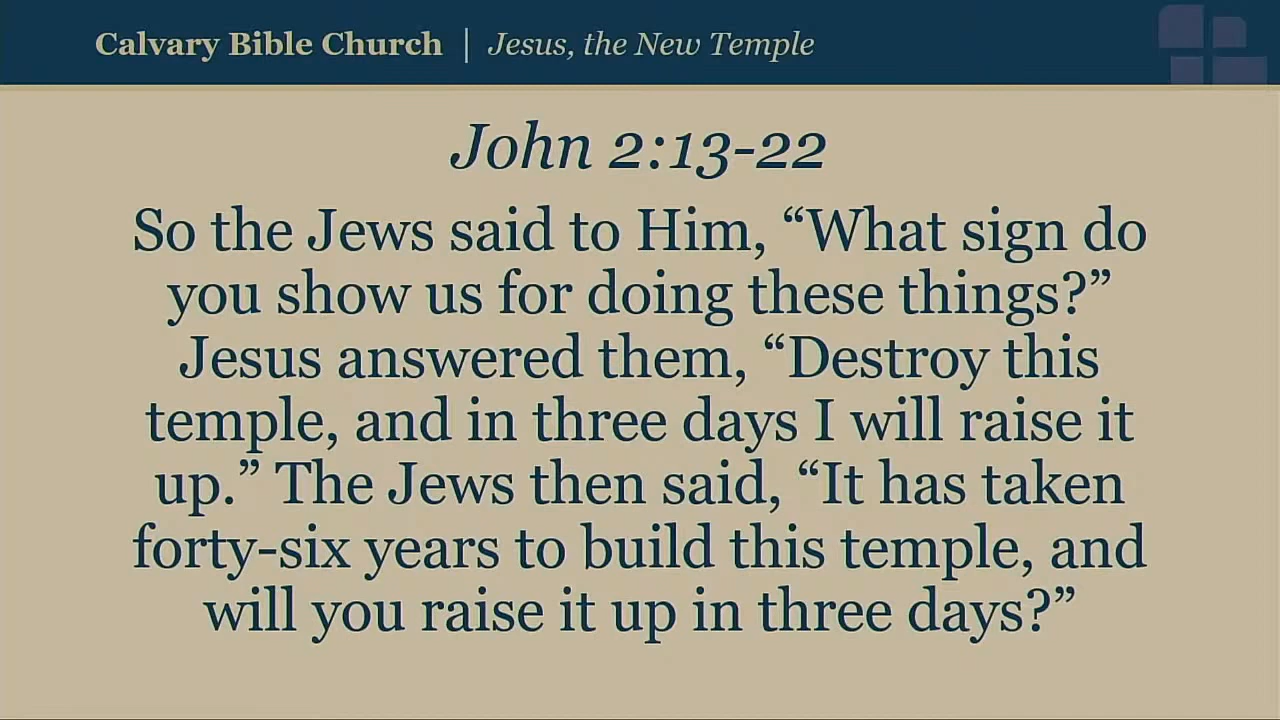 Calvary Bible Church | Jesus, the New Temple
John 2:13-22
So the Jews said to Him, “What sign do
you show us for doing these things?”
Jesus answered them, “Destroy this
temple, and in three days I will raise it
up.” The Jews then said, “It has taken
forty-six years to build this temple, and
will you raise it up in three days?”